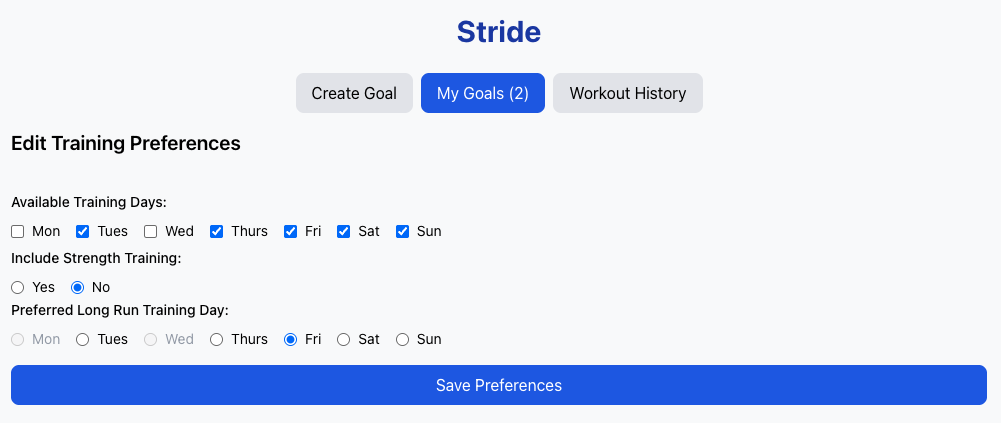 Stride
Create Goal My Goals (2) Workout History
Edit Training Preferences
Available Training Days:
Mon Tues Wed Thurs Fri Sat Sun
Include Strength Training:
Yes No
Preferred Long Run Training Day:
Mon Tues Wed Thurs Fri Sat Sun
Save Preferences